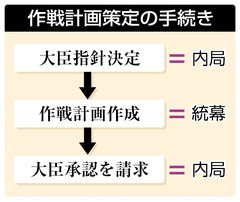 作戦計画策定の手続き
大臣指針決定 = 内局
作戦計画作成 = 統幕
大臣承認を請求 = 内局